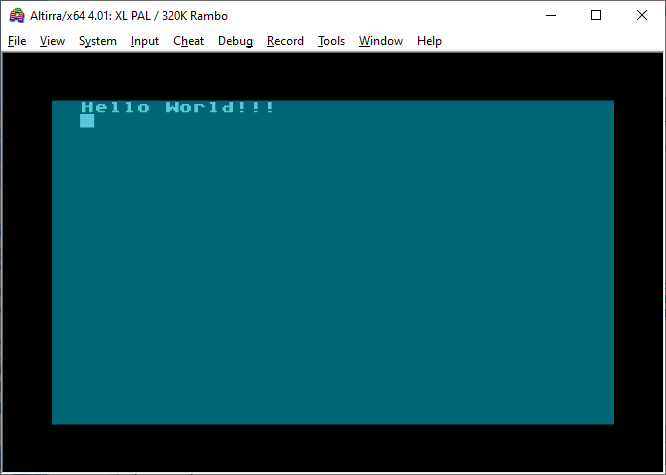 Altirra/x64 4.01: XL PAL / 320K Rambo
File View System Input Cheat Debug Record Tools Window Help
Hello World!!!